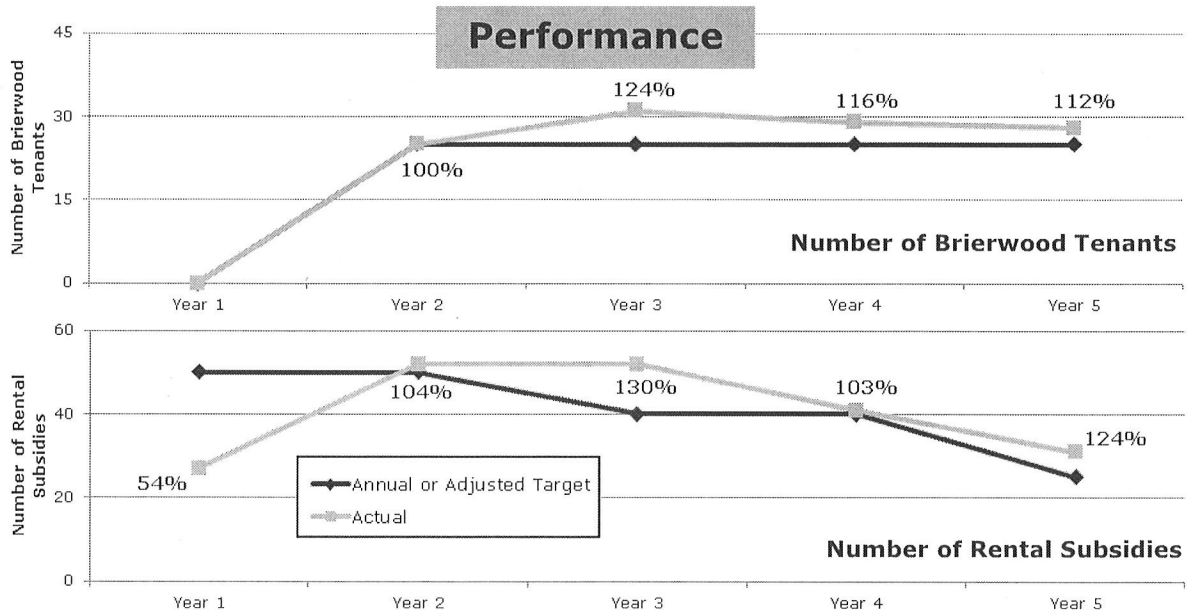 Performance
45
30
15
0
Number of Brierwood
Tenants
124%
116%
112%
100%
Number of Brierwood Tenants
Year 1
Year 2
Year 3
Year 4
Year 5
60
40
20
0
Number of Rental
Subsidies
104%
130%
103%
124%
54%
Annual or Adjusted Target
Actual
Number of Rental Subsidies
Year 1
Year 2
Year 3
Year 4
Year 5